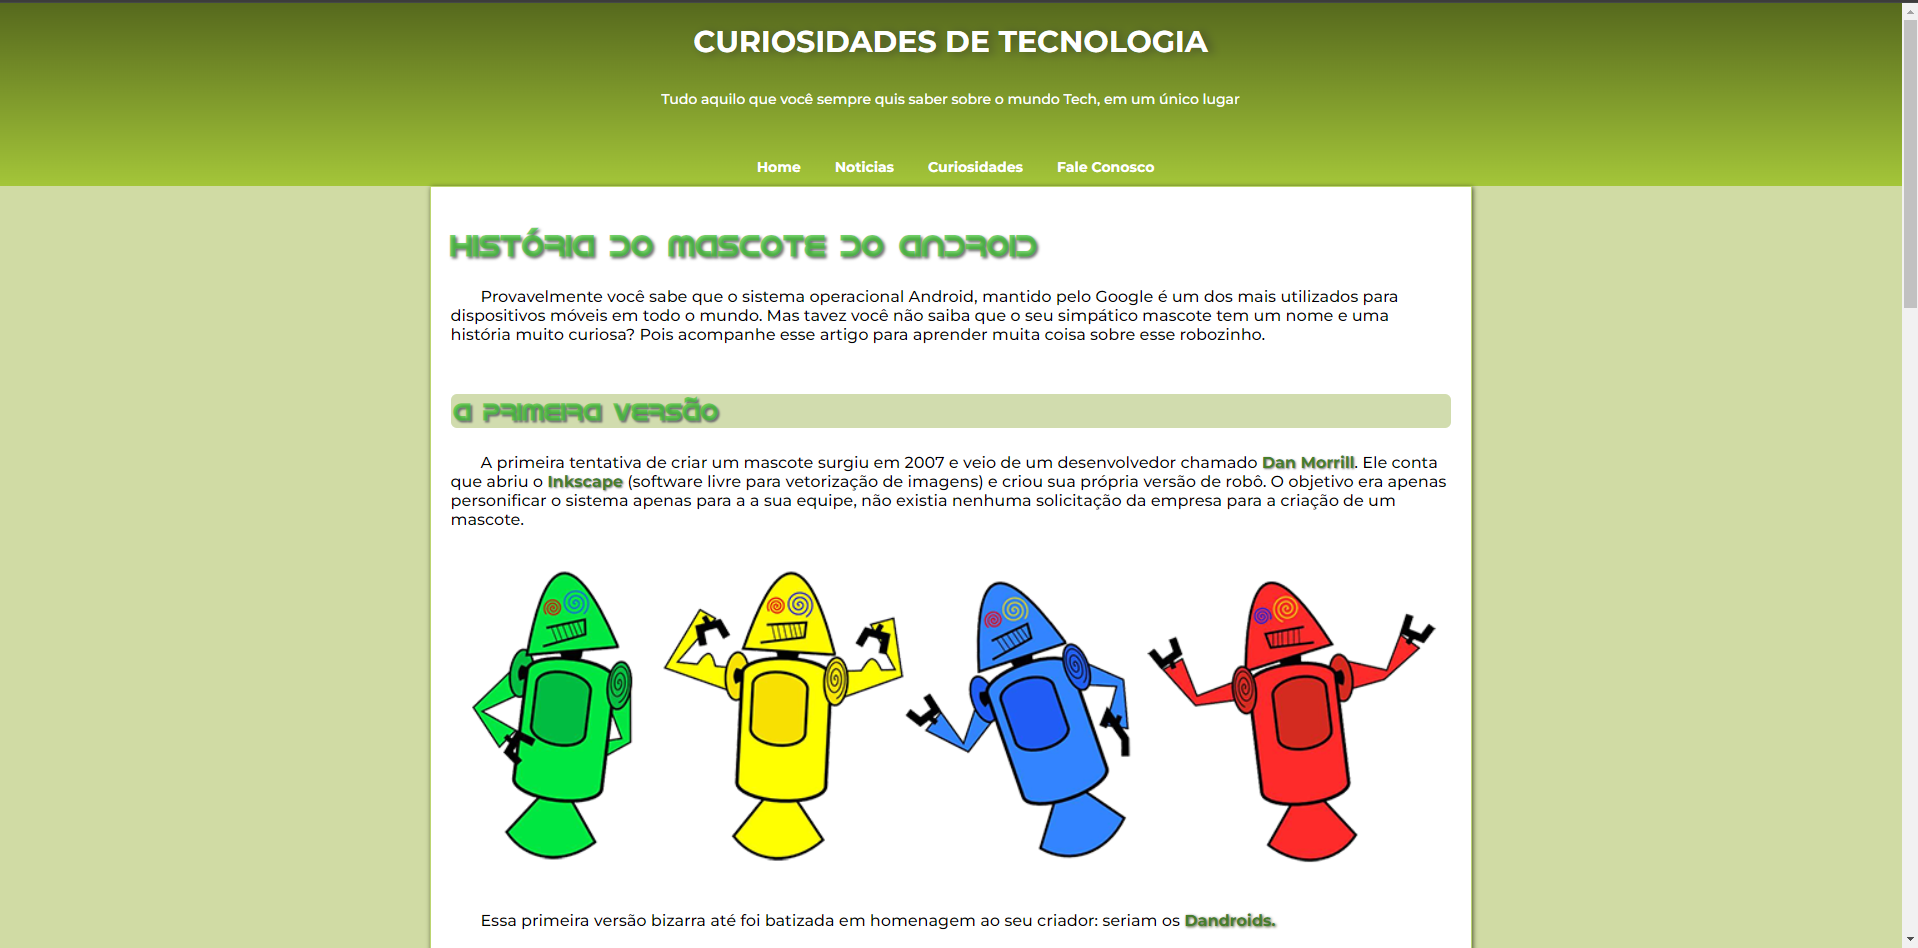 CURIOSIDADES DE TECNOLOGIA
Tudo aquilo que você sempre quis saber sobre o mundo Tech, em um único lugar
Home Noticias Curiosidades Fale Conosco
HISTÓRIA DO MASCOTE DO ANDROID
Provavelmente você sabe que o sistema operacional Android, mantido pelo Google é um dos mais utilizados para
dispositivos móveis em todo o mundo. Mas tavez você não saiba que o seu simpático mascote tem um nome e uma
história muito curiosa? Pois acompanhe esse artigo para aprender muita coisa sobre esse robozinho.
A PRIMEIRA VERSÃO
A primeira tentativa de criar um mascote surgiu em 2007 e veio de um desenvolvedor chamado Dan Morrill. Ele conta
que abriu o Inkscape (software livre para vetorização de imagens) e criou sua própria versão de robô. O objetivo era apenas
personificar o sistema apenas para a a sua equipe, não existia nenhuma solicitação da empresa para a criação de um
mascote.
Essa primeira versão bizarra até foi batizada em homenagem ao seu criador: seriam os Dandroids.